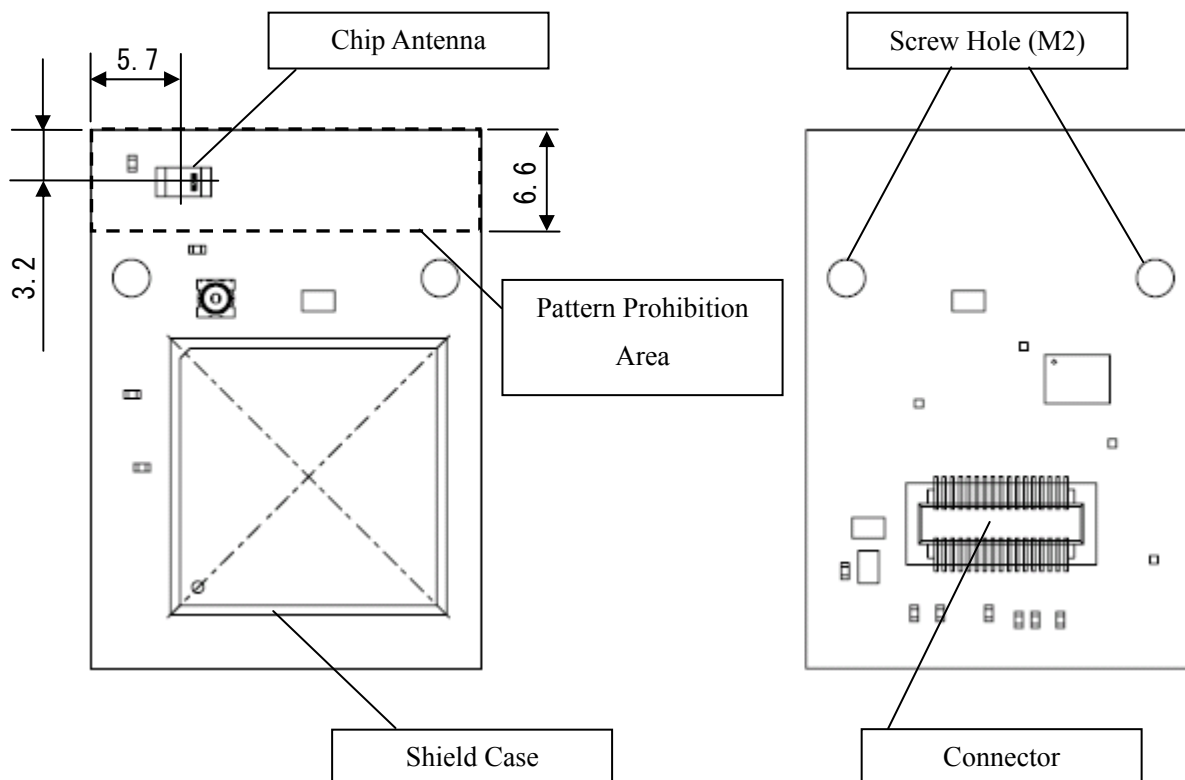 Chip Antenna
Screw Hole (M2)
5.7
6.6
3.2
Pattern Prohibition
Area
Shield Case
Connector